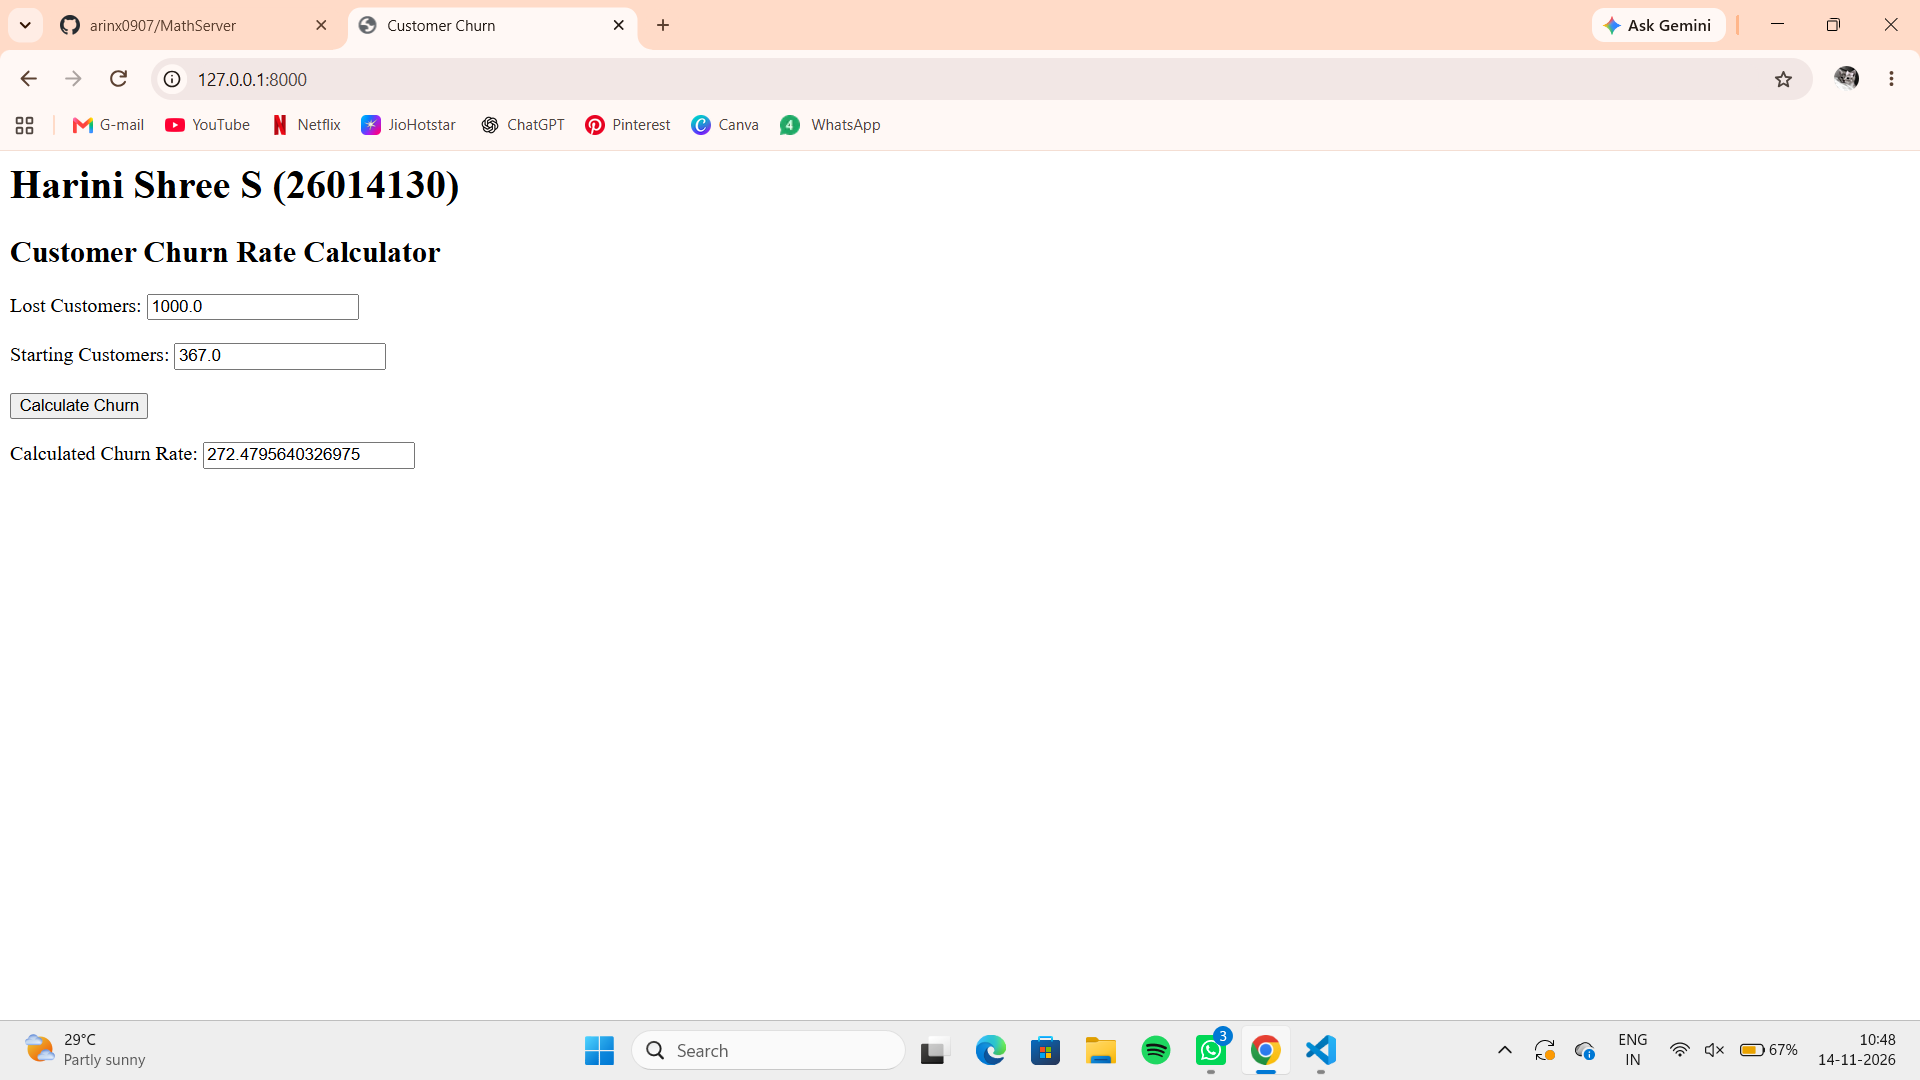 arinx0907/MathServer
Customer Churn
Ask Gemini
127.0.0.1:8000
G-mail
YouTube
Netflix
JioHotstar
ChatGPT
Pinterest
Canva
4
WhatsApp
Harini Shree S (26014130)
Customer Churn Rate Calculator
Lost Customers: 1000.0
Starting Customers: 367.0
Calculate Churn
Calculated Churn Rate: 272.4795640326975
29°C
Partly sunny
Search
3
ENG
IN
67%
10:48
14-11-2026